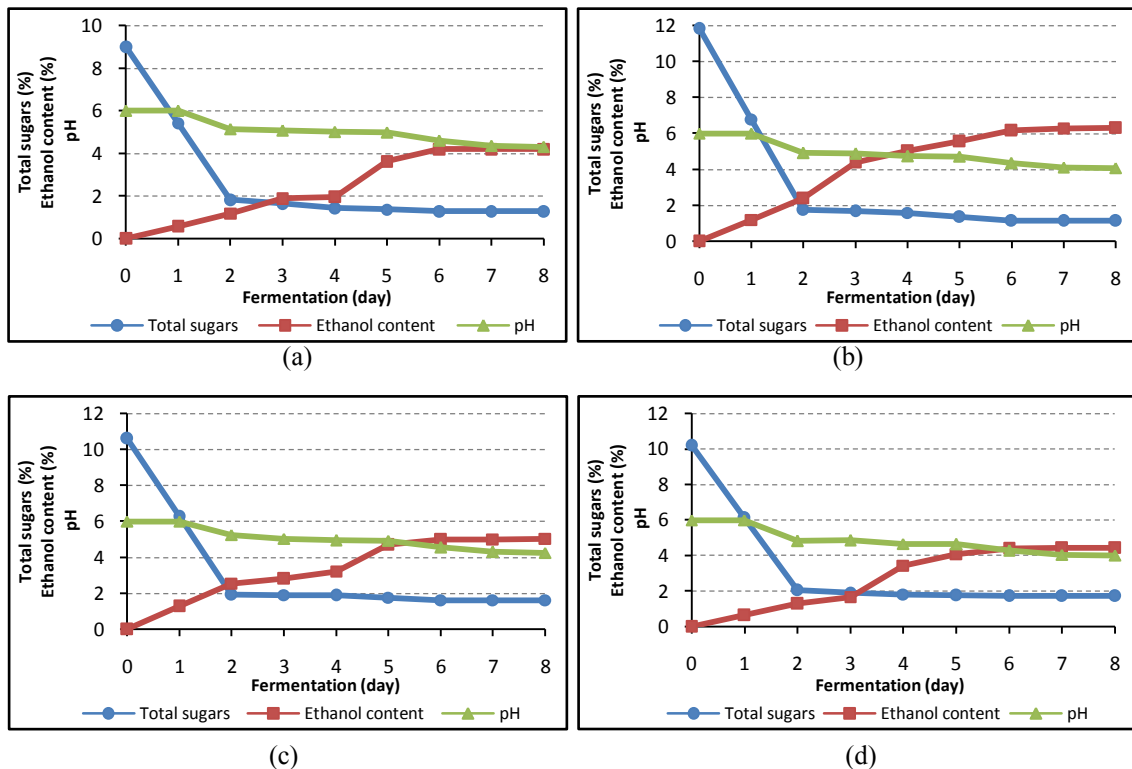 Total sugars (%)
Ethanol content (%)
pH
10
8
6
4
2
0
0 1 2 3 4 5 6 7 8
Fermentation (day)
Total sugars Ethanol content pH
(a)
Total sugars (%)
Ethanol content (%)
pH
12
10
8
6
4
2
0
0 1 2 3 4 5 6 7 8
Fermentation (day)
Total sugars Ethanol content pH
(b)
Total sugars (%)
Ethanol content (%)
pH
12
10
8
6
4
2
0
0 1 2 3 4 5 6 7 8
Fermentation (day)
Total sugars Ethanol content pH
(c)
Total sugars (%)
Ethanol content (%)
pH
12
10
8
6
4
2
0
0 1 2 3 4 5 6 7 8
Fermentation (day)
Total sugars Ethanol content pH
(d)